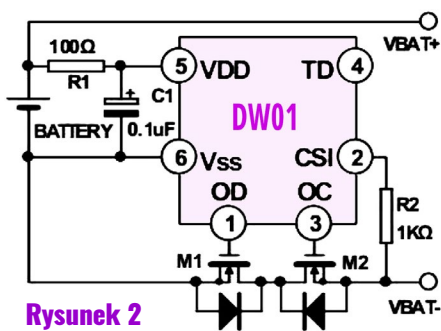 100Ω
R1
VBAT+
5 VDD
TD 4
C1
+
DW01
BATTERY
0.1uF
6 Vss
CSI 2
OD
OC
1
3
R2
1KΩ
M1
M2
VBAT-
Rysunek 2